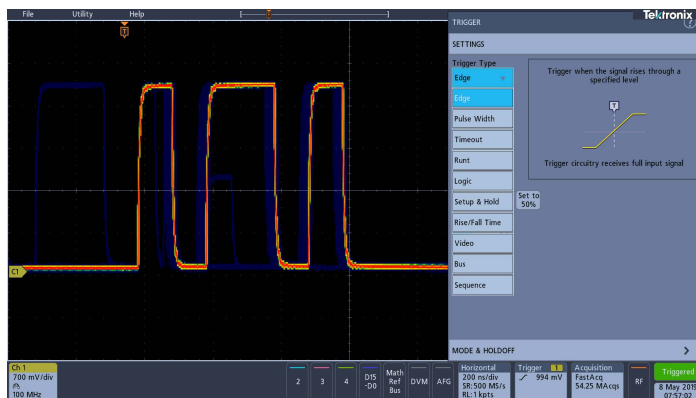 File Utility Help
Tektronix
T
TRIGGER
?
SETTINGS
Trigger Type
Edge
Edge
Pulse Width
Timeout
Runt
Logic
Setup & Hold
Rise/Fall Time
Video
Bus
Sequence
Set to
50%
Trigger when the signal rises through a
specified level
T
Trigger circuitry receives full input signal
C1
MODE & HOLDOFF
Ch 1
700 mV/div
100 MHz
2
3
4
D15
-D0
Math
Ref
Bus
DVM
AFG
Horizontal
200 ns/div
SR: 500 MS/s
RL: 1 kpts
Trigger 1
994 mV
Acquisition
FastAcq
54.25 MAcqs
RF
Triggered
8 May 2019
07:57:02